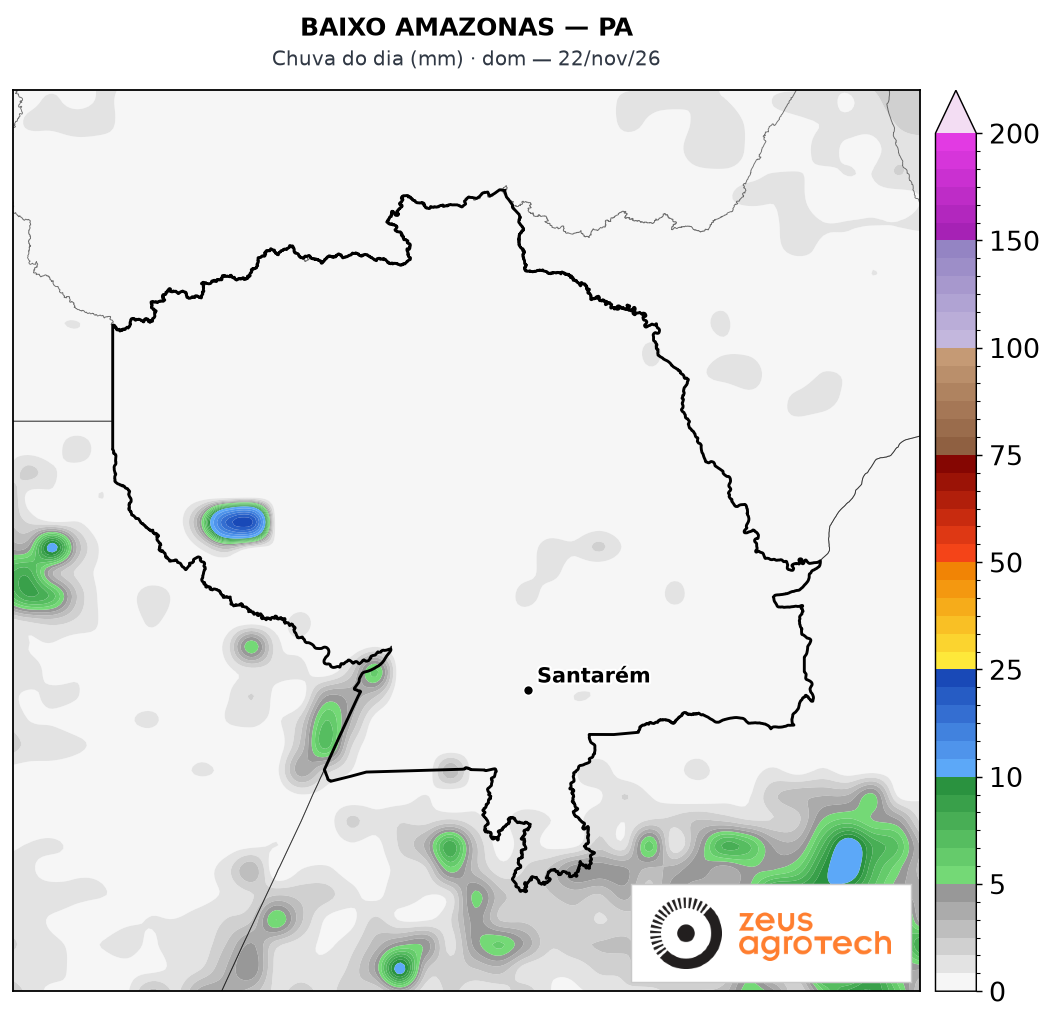 BAIXO AMAZONAS — PA
Chuva do dia (mm) · dom — 22/nov/26
200
150
100
75
50
25
10
5
0
Santarém
zeus
agrotech